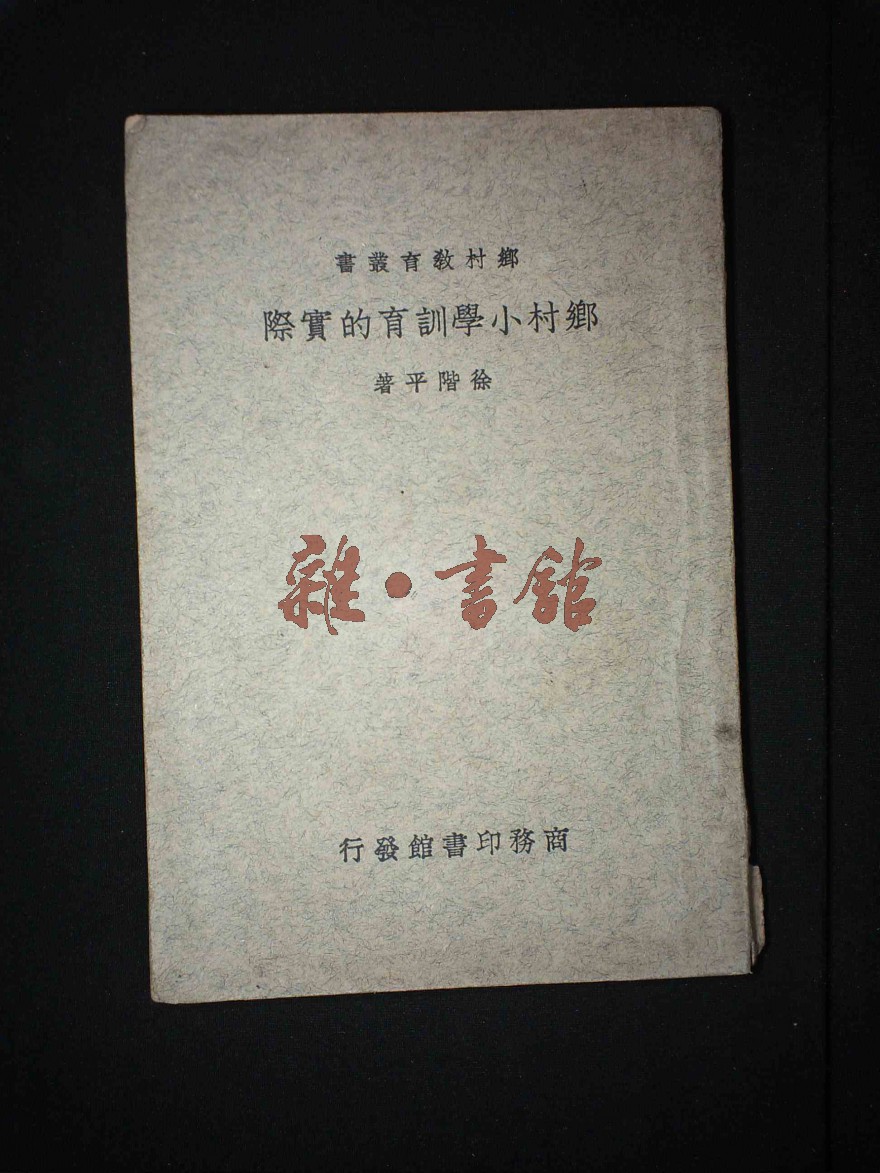 鄉村教育叢書
鄉村小學訓育的實際
徐階平著
雜・書館
商務印書館發行